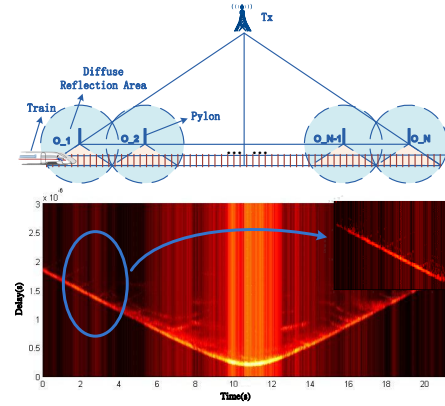 Tx
Diffuse
Reflection Area
Train
Pylon
O_1
O_2
O_N-1
O_N
... ...
x 10^-6
3
2.5
2
1.5
1
0.5
0
Delay(s)
0 2 4 6 8 10 12 14 16 18 20
Time(s)